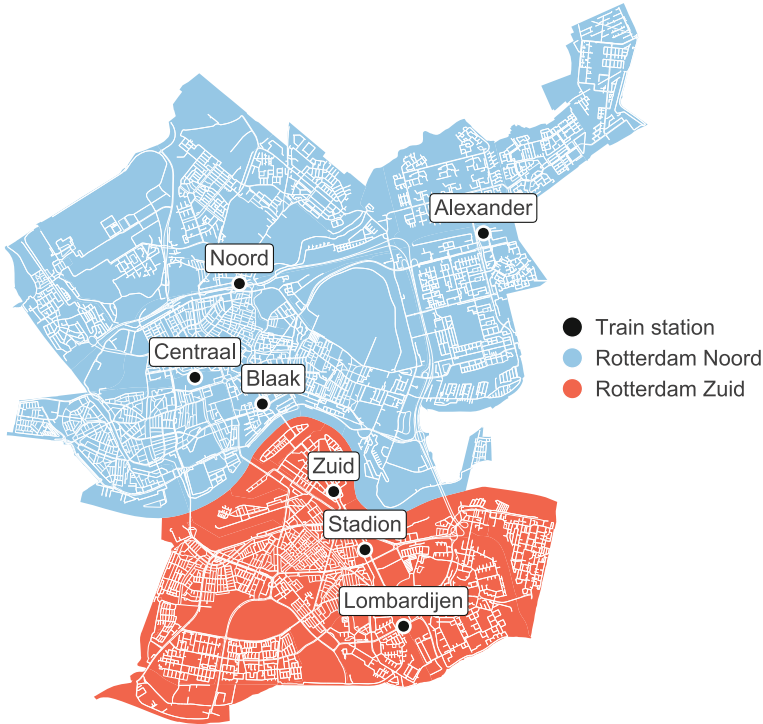 Alexander
Noord
Centraal
Blaak
Zuid
Stadion
Lombardijen
Train station
Rotterdam Noord
Rotterdam Zuid